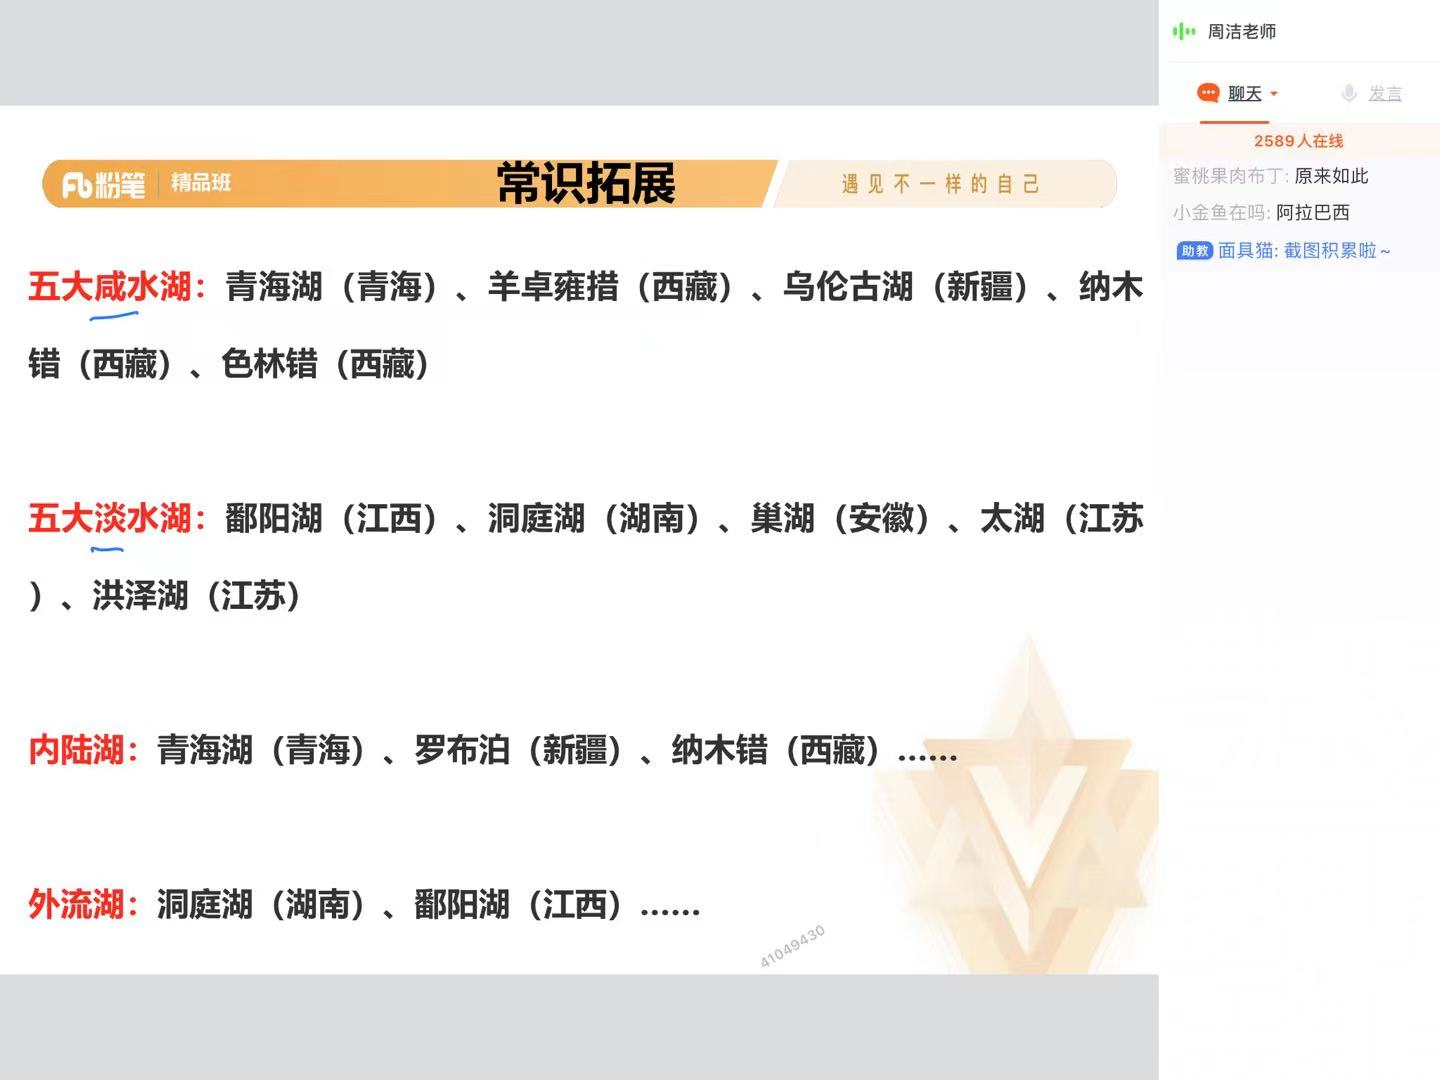 周洁老师
聊天
发言
2589人在线
蜜桃果肉布丁: 原来如此
小金鱼在吗: 阿拉巴西
助教 面具猫: 截图积累啦~
粉笔 精品班
常识拓展
遇见不一样的自己
五大咸水湖：青海湖（青海）、羊卓雍措（西藏）、乌伦古湖（新疆）、纳木
错（西藏）、色林错（西藏）
五大淡水湖：鄱阳湖（江西）、洞庭湖（湖南）、巢湖（安徽）、太湖（江苏
）、洪泽湖（江苏）
内陆湖：青海湖（青海）、罗布泊（新疆）、纳木错（西藏）......
外流湖：洞庭湖（湖南）、鄱阳湖（江西）......
41049430